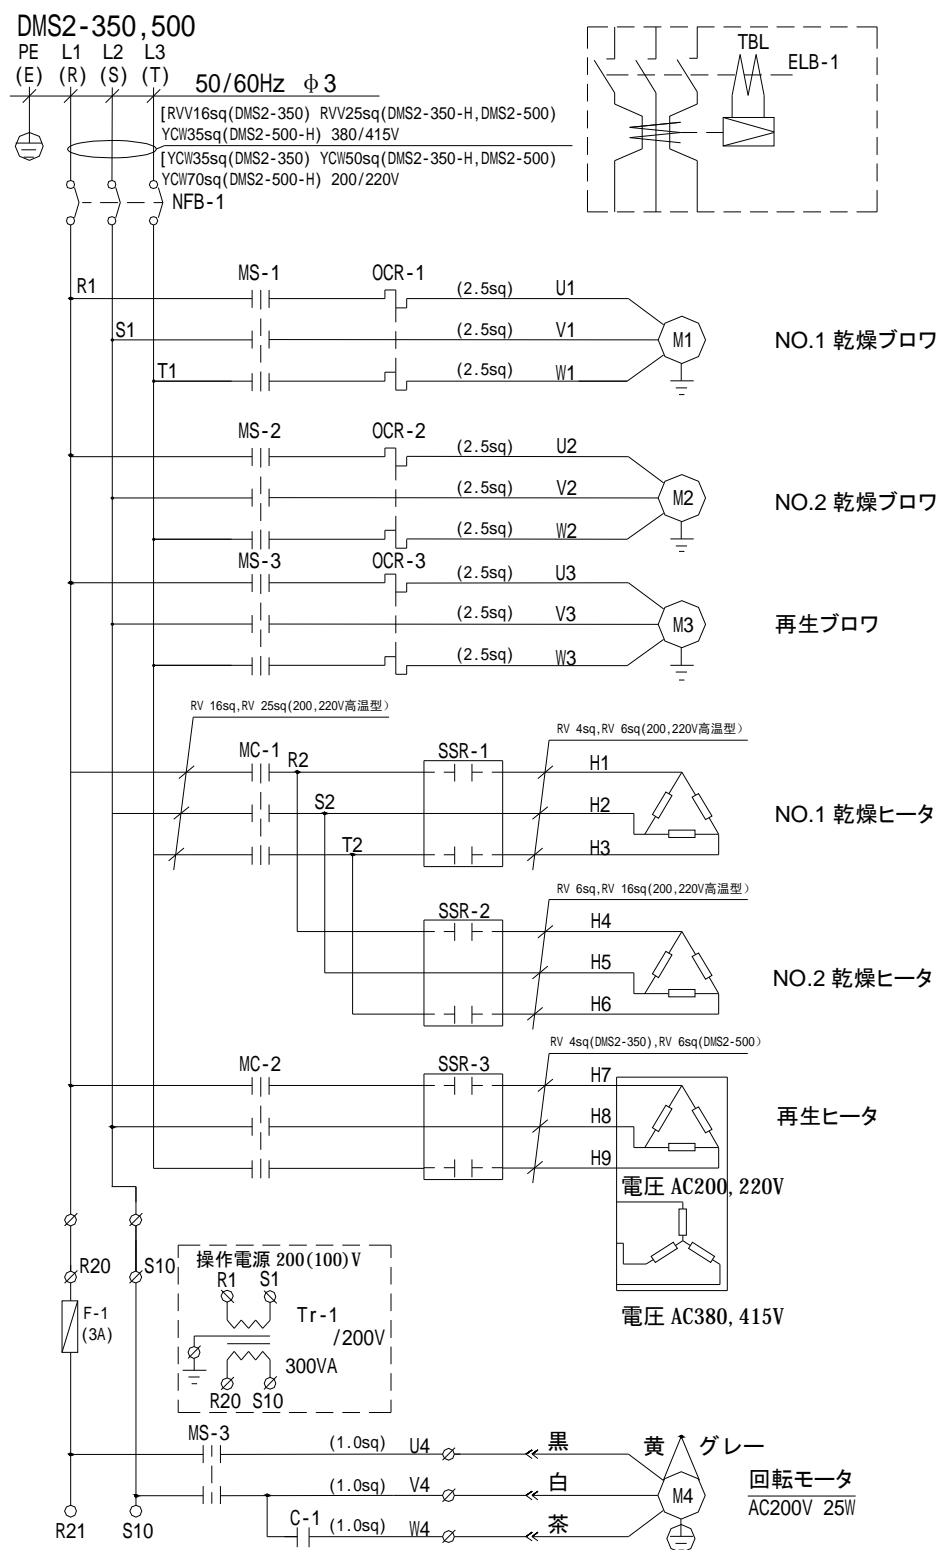 DMS2-350,500
PE L1 L2 L3
(E) (R) (S) (T)
50/60Hz φ3
[RVV16sq(DMS2-350) RVV25sq(DMS2-350-H,DMS2-500)
YCW35sq(DMS2-500-H) 380/415V
[YCW35sq(DMS2-350) YCW50sq(DMS2-350-H,DMS2-500)
YCW70sq(DMS2-500-H) 200/220V
NFB-1
TBL
ELB-1
MS-1 OCR-1
R1 (2.5sq) U1
S1 (2.5sq) V1 M1 NO.1 乾燥ブロワ
T1 (2.5sq) W1
MS-2 OCR-2
(2.5sq) U2
(2.5sq) V2 M2 NO.2 乾燥ブロワ
(2.5sq) W2
MS-3 OCR-3
(2.5sq) U3
(2.5sq) V3 M3 再生ブロワ
(2.5sq) W3
RV 16sq,RV 25sq(200,220V高温型)
RV 4sq,RV 6sq(200,220V高温型)
MC-1 R2 SSR-1 H1
S2 H2 NO.1 乾燥ヒータ
T2 H3
RV 6sq,RV 16sq(200,220V高温型)
SSR-2 H4
H5 NO.2 乾燥ヒータ
H6
RV 4sq(DMS2-350),RV 6sq(DMS2-500)
MC-2 SSR-3 H7
H8 再生ヒータ
H9
電圧 AC200,220V
電圧 AC380,415V
R20 S10
F-1
(3A)
操作電源 200(100)V
R1 S1
Tr-1
/200V
300VA
R20 S10
MS-3
(1.0sq) U4 黒 黄 グレー
(1.0sq) V4 白 M4 回転モータ
AC200V 25W
C-1 (1.0sq) W4 茶
R21 S10